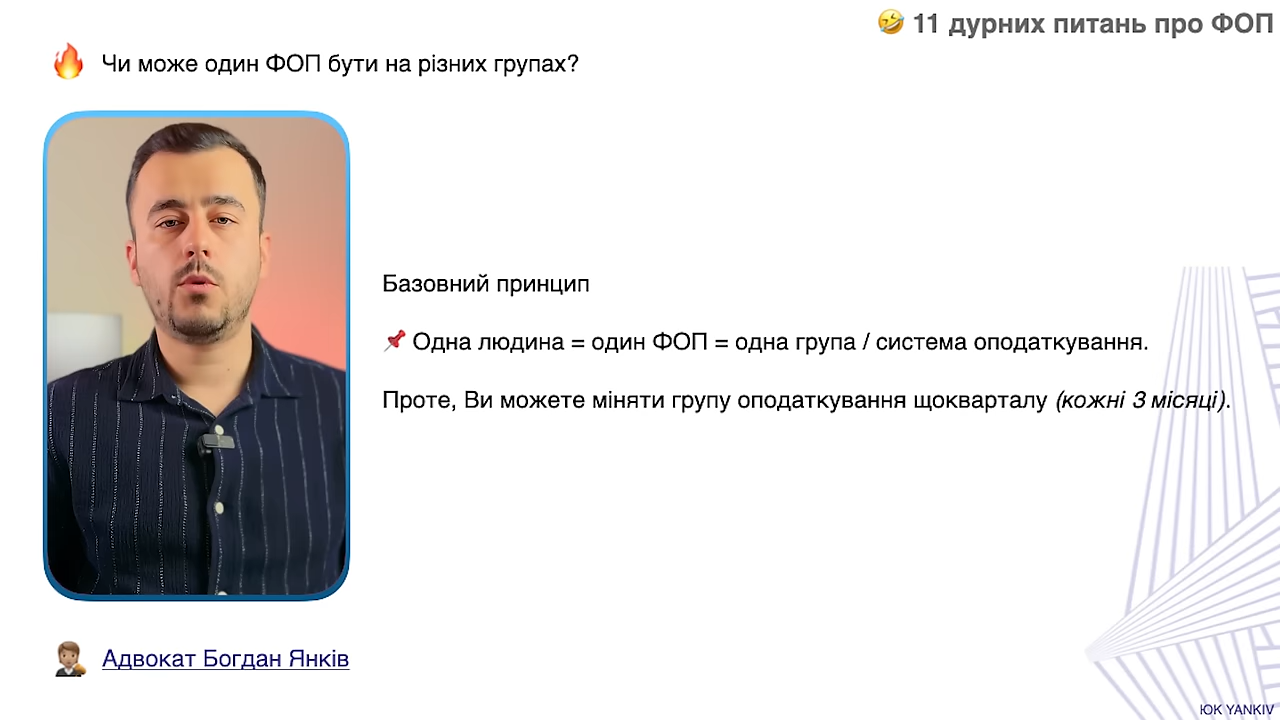 🤣 11 дурних питань про ФОП
🔥 Чи може один ФОП бути на різних групах?
Базовний принцип
📌 Одна людина = один ФОП = одна група / система оподаткування.
Проте, Ви можете міняти групу оподаткування щокварталу (кожні 3 місяці).
Адвокат Богдан Янків
ЮК YANKIV